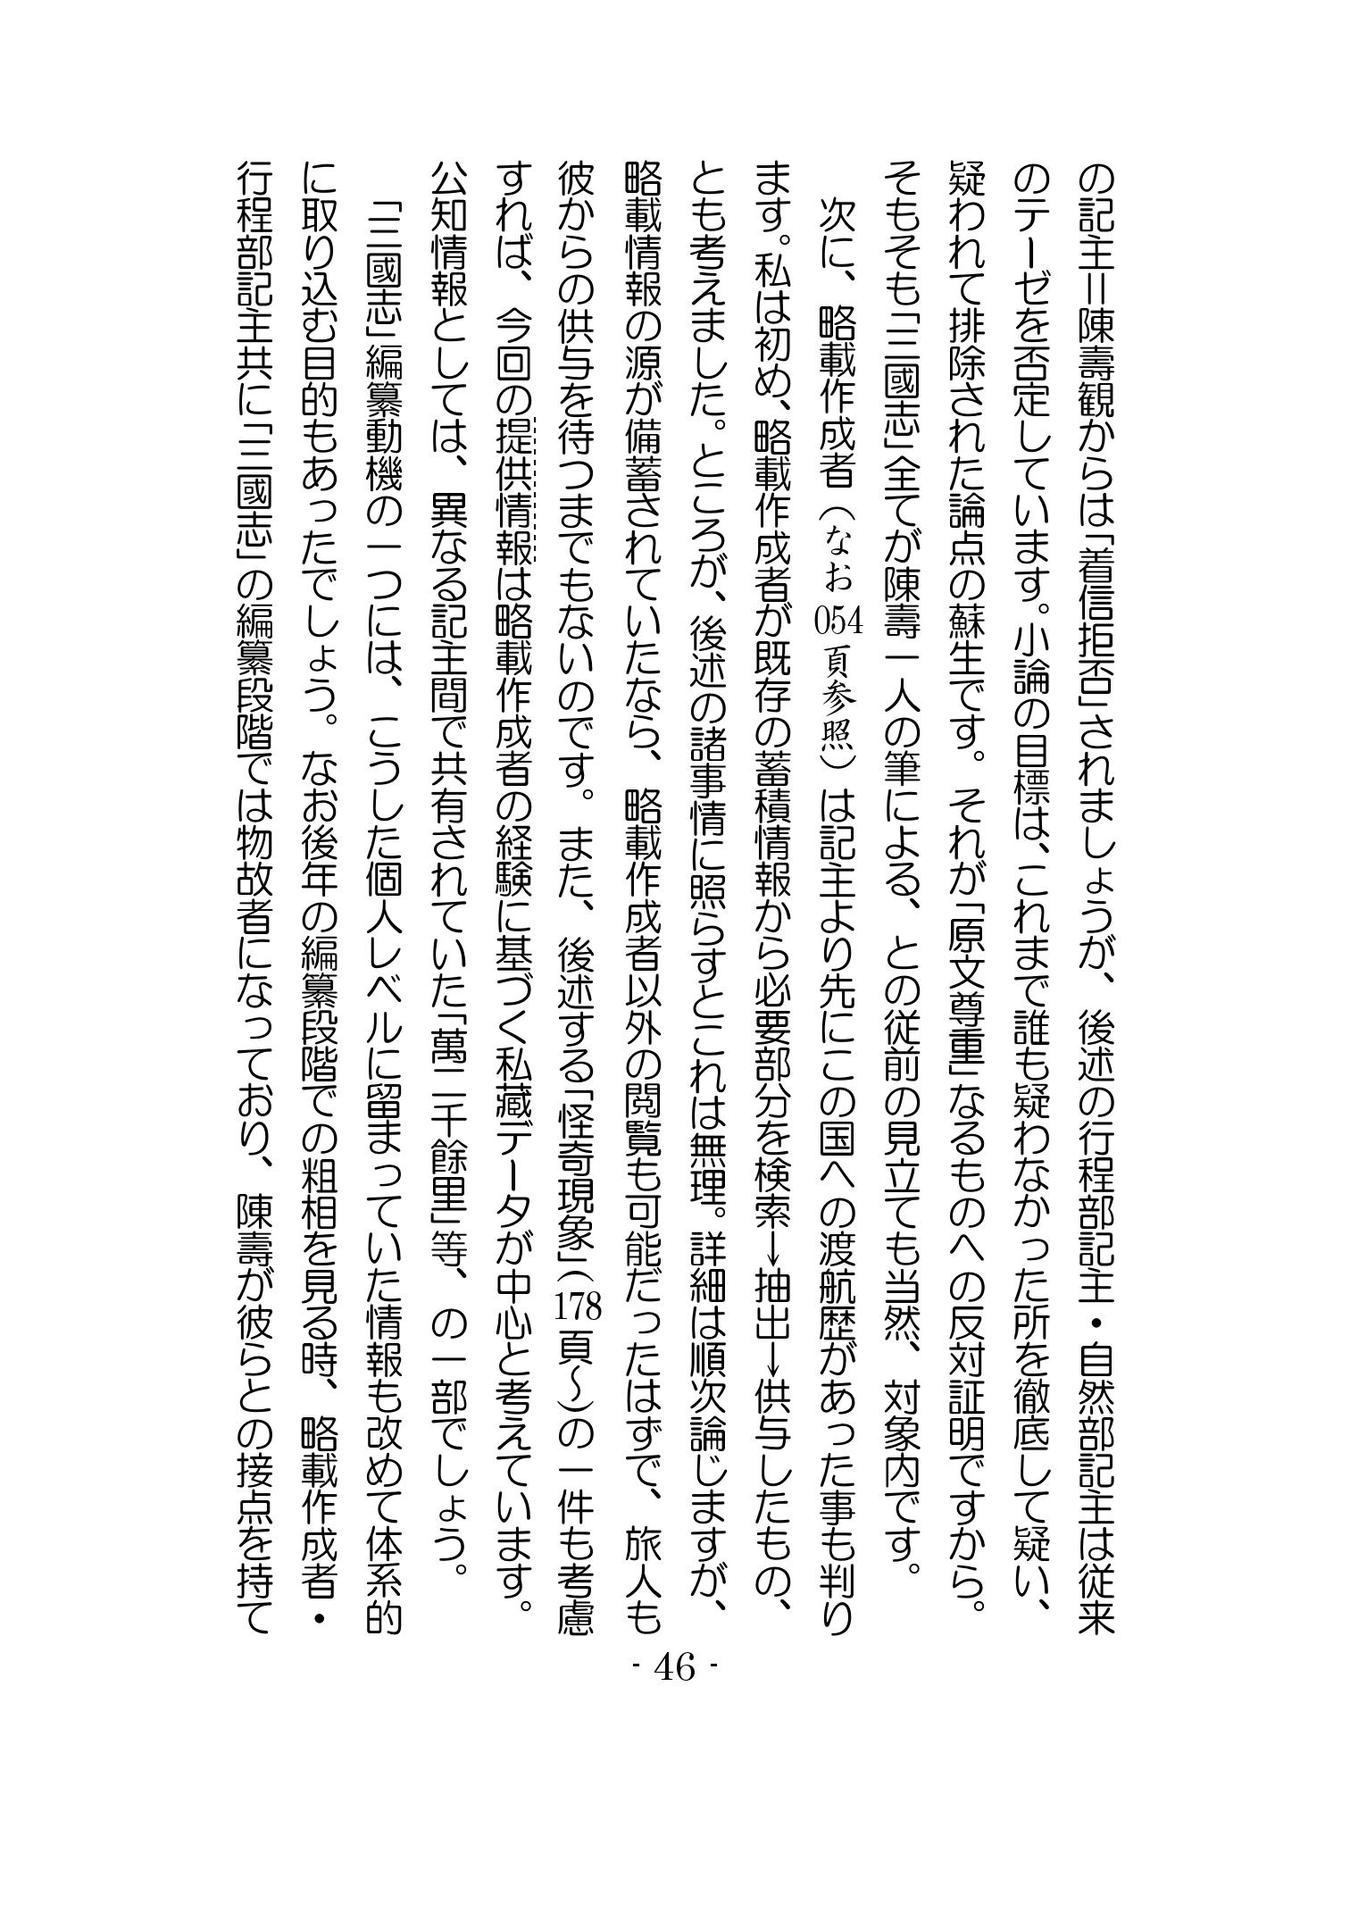 の記主＝陳壽観からは「着信拒否」されましょうが、後述の行程部記主・自然部記主は従来
のテーゼを否定しています。小論の目標は、これまで誰も疑わなかった所を徹底して疑い、
疑われて排除された論点の蘇生です。それが「原文尊重」なるものへの反対証明ですから。
そもそも「三國志」全てが陳壽一人の筆による、との従前の見立ても当然、対象内です。
次に、略載作成者（なお054頁参照）は記主より先にこの国への渡航歴があった事も判り
ます。私は初め、略載作成者が既存の蓄積情報から必要部分を検索→抽出→供与したもの、
とも考えました。ところが、後述の諸事情に照らすとこれは無理。詳細は順次論じますが、
略載情報の源が備蓄されていたなら、略載作成者以外の閲覧も可能だったはずで、旅人も
彼からの供与を待つまでもないのです。また、後述する「怪奇現象」（178頁～）の一件も考慮
すれば、今回の提供情報は略載作成者の経験に基づく私蔵データが中心と考えています。
公知情報としては、異なる記主間で共有されていた「萬二千餘里」等、の一部でしょう。
「三國志」編纂動機の一つには、こうした個人レベルに留まっていた情報も改めて体系的
に取り込む目的もあったでしょう。なお後年の編纂段階での粗相を見る時、略載作成者・
行程部記主共に「三國志」の編纂段階では物故者になっており、陳壽が彼らとの接点を持て
- 46 -